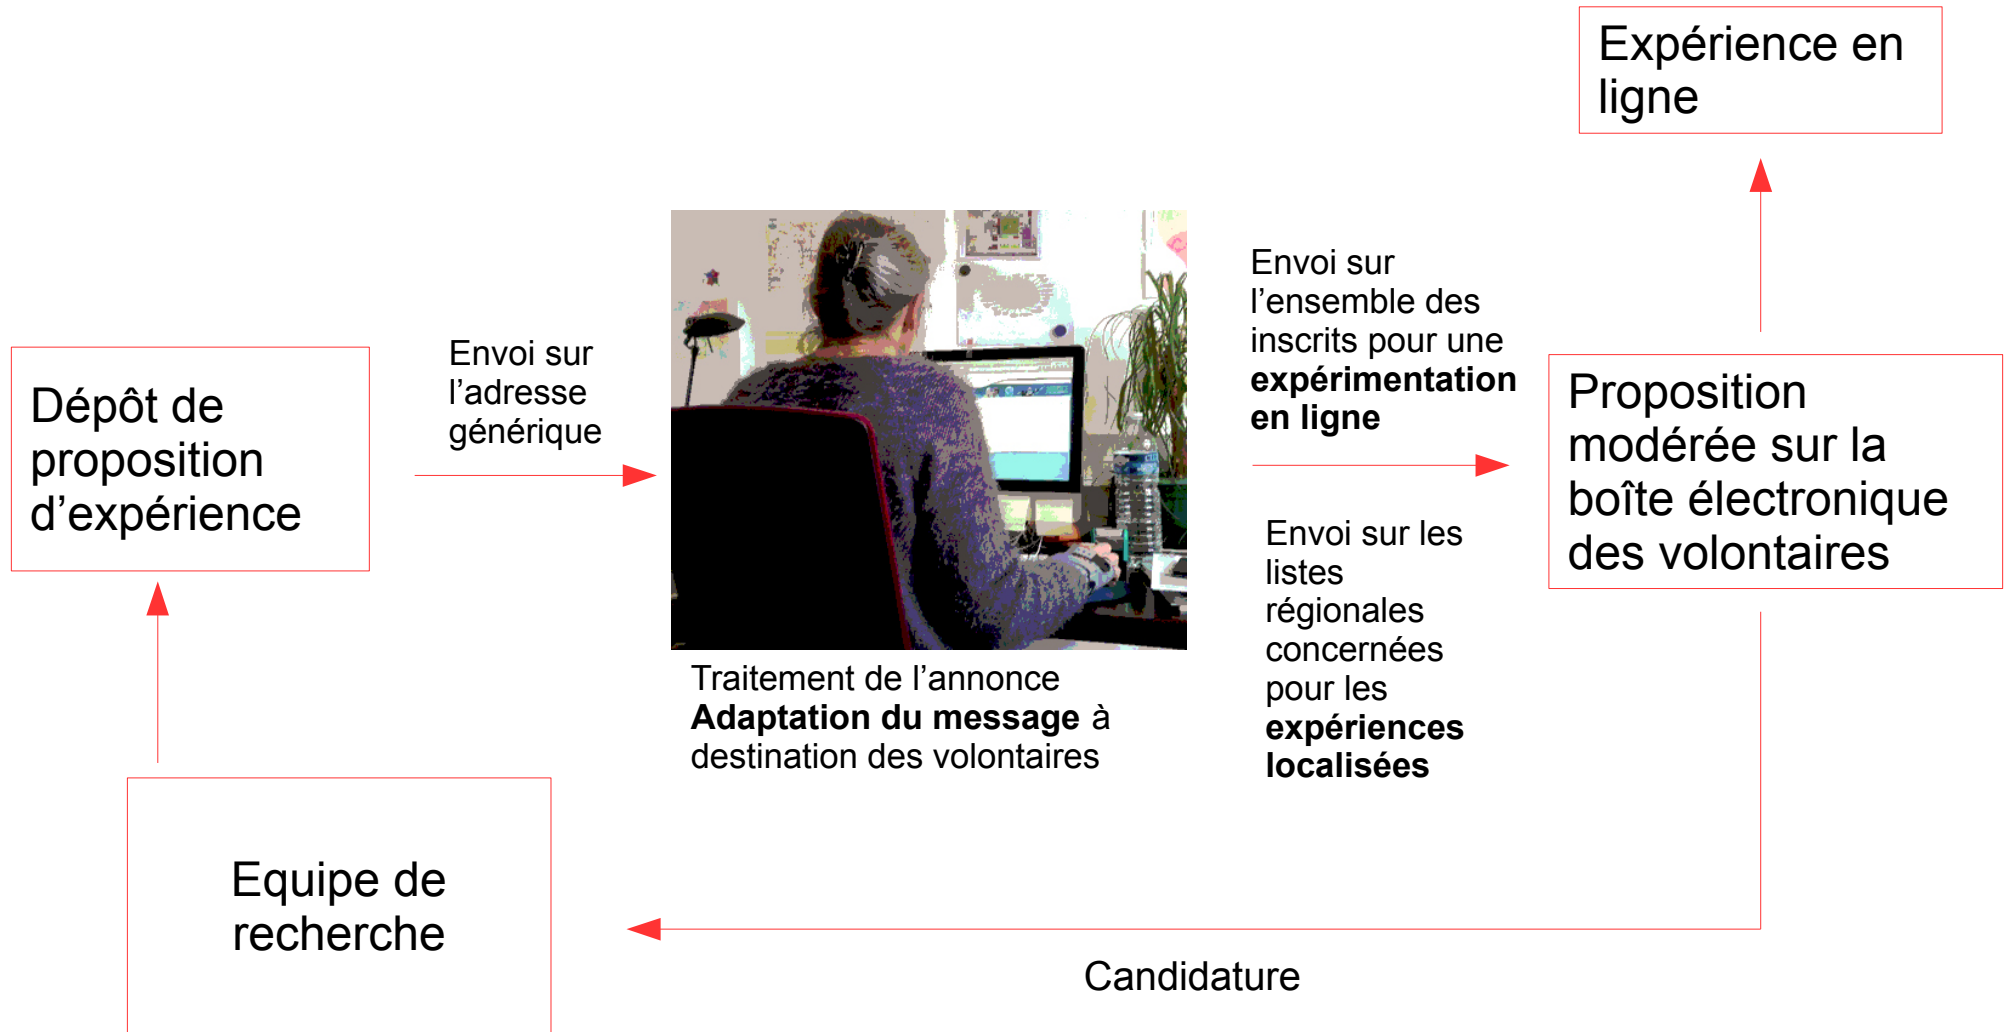 Expérience en
ligne
Envoi sur
l’ensemble des
inscrits pour une
expérimentation
en ligne
Envoi sur
l’adresse
générique
Dépôt de
proposition
d’expérience
Proposition
modérée sur la
boîte électronique
des volontaires
Envoi sur les
listes
régionales
concernées
pour les
expériences
localisées
Traitement de l’annonce
Adaptation du message à
destination des volontaires
Equipe de
recherche
Candidature